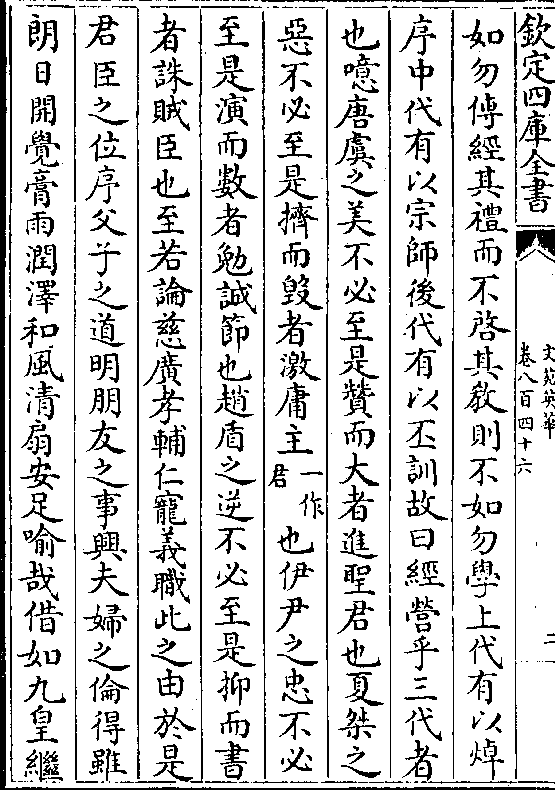 欽定四庫全書
文苑英華
卷八百四十六
二
如勿傳經其禮而不啓其敎則不如勿學上代有以焯
序中代有以宗師後代有以丕訓故曰經營乎三代者
也噫唐虞之美不必至是贊而大者進聖君也夏桀之
惡不必至是擠而毁者激庸主一作君也伊尹之忠不必
至是演而數者勉誠節也趙盾之逆不必至是抑而書
者誅賊臣也至若論慈廣孝輔仁寵義職此之由於是
君臣之位序父子之道明朋友之事興夫婦之倫得雖
朗日開覺膏雨潤澤和風清扇安足喻哉借如九皇繼